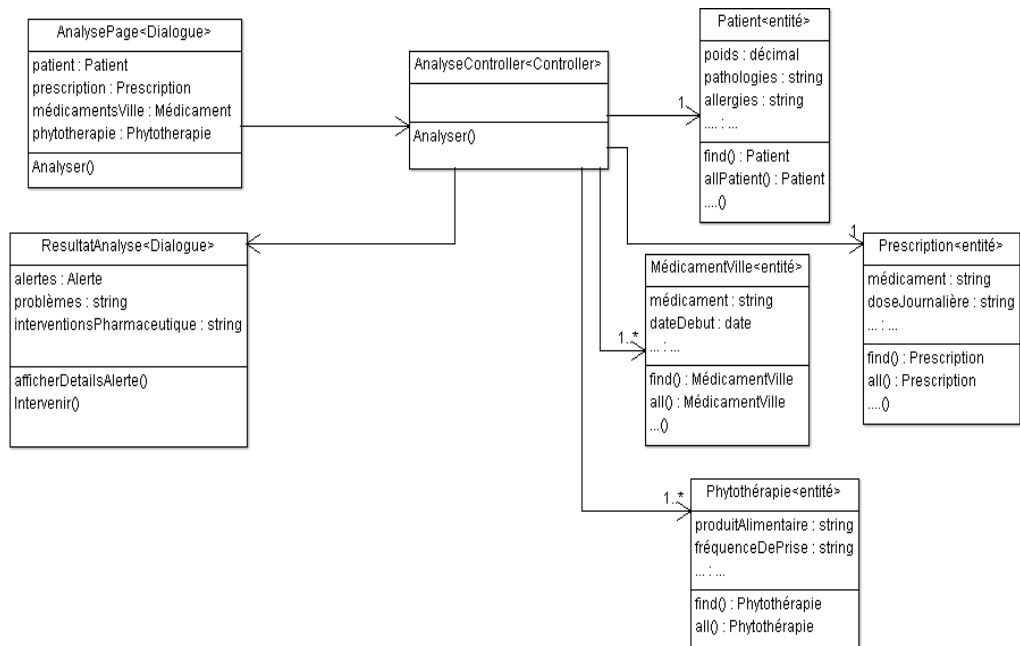 AnalysePage<Dialogue>
patient : Patient
prescription : Prescription
médicamentsVille : Médicament
phytotherapie : Phytotherapie
Analyser()
AnalyseController<Controller>
Analyser()
Patient<entité>
poids : décimal
pathologies : string
allergies : string
.... : ...
find() : Patient
allPatient() : Patient
....()
1
ResultatAnalyse<Dialogue>
alertes : Alerte
problèmes : string
interventionsPharmaceutique : string
afficherDetailsAlerte()
Intervenir()
MédicamentVille<entité>
médicament : string
dateDebut : date
... : ...
find() : MédicamentVille
all() : MédicamentVille
...()
1..*
1
Prescription<entité>
médicament : string
doseJournalière : string
... : ...
find() : Prescription
all() : Prescription
....()
1..*
Phytothérapie<entité>
produitAlimentaire : string
fréquenceDePrise : string
... : ...
find() : Phytothérapie
all() : Phytothérapie